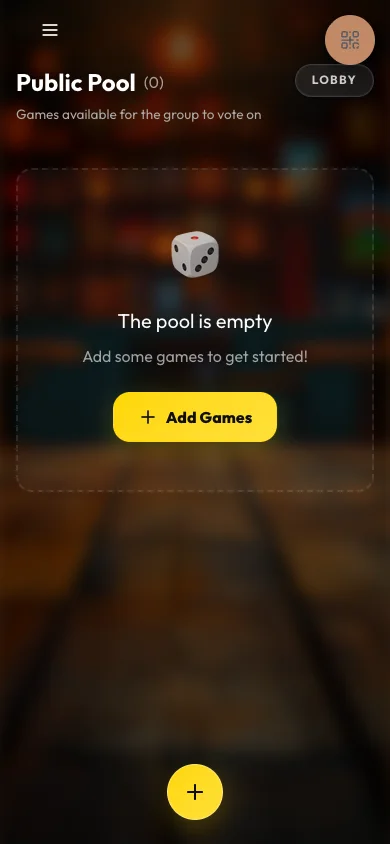 Public Pool (0)
LOBBY
Games available for the group to vote on
The pool is empty
Add some games to get started!
+ Add Games
+